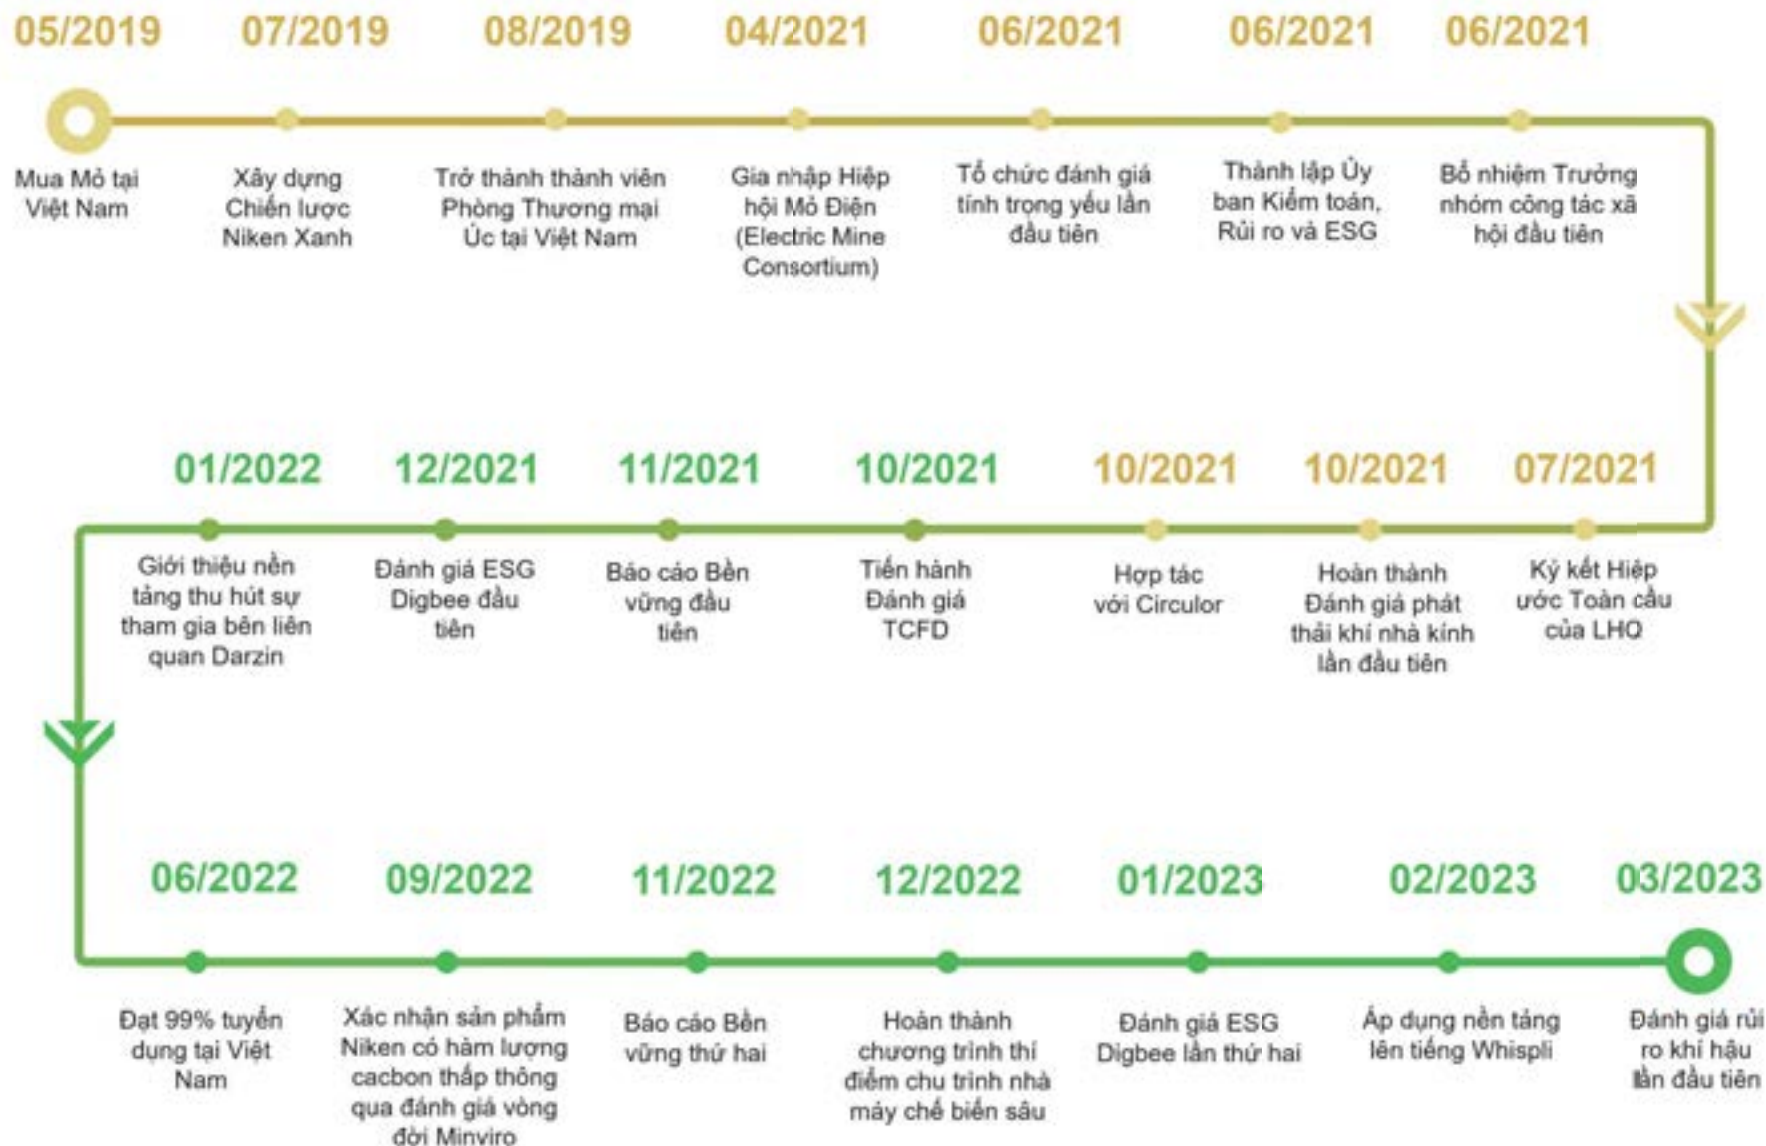 05/2019
07/2019
08/2019
04/2021
06/2021
06/2021
06/2021
Mua Mỏ tại
Việt Nam
Xây dựng
Chiến lược
Niken Xanh
Trở thành thành viên
Phòng Thương mại
Úc tại Việt Nam
Gia nhập Hiệp
hội Mỏ Điện
(Electric Mine
Consortium)
Tổ chức đánh giá
tính trọng yếu lần
đầu tiên
Thành lập Ủy
ban Kiểm toán,
Rủi ro và ESG
Bổ nhiệm Trưởng
nhóm công tác xã
hội đầu tiên
07/2021
10/2021
10/2021
10/2021
11/2021
12/2021
01/2022
Ký kết Hiệp
ước Toàn cầu
của LHQ
Hoàn thành
Đánh giá phát
thải khí nhà kính
lần đầu tiên
Hợp tác
với Circulor
Tiến hành
Đánh giá
TCFD
Báo cáo Bền
vững đầu
tiên
Đánh giá ESG
Digbee đầu
tiên
Giới thiệu nền
tảng thu hút sự
tham gia bên liên
quan Darzin
06/2022
09/2022
11/2022
12/2022
01/2023
02/2023
03/2023
Đạt 99% tuyển
dụng tại Việt
Nam
Xác nhận sản phẩm
Niken có hàm lượng
cacbon thấp thông
qua đánh giá vòng
đời Minviro
Báo cáo Bền
vững thứ hai
Hoàn thành
chương trình thí
điểm chu trình nhà
máy chế biến sâu
Đánh giá ESG
Digbee lần thứ hai
Áp dụng nền tảng
lên tiếng Whispli
Đánh giá rủi
ro khí hậu
lần đầu tiên